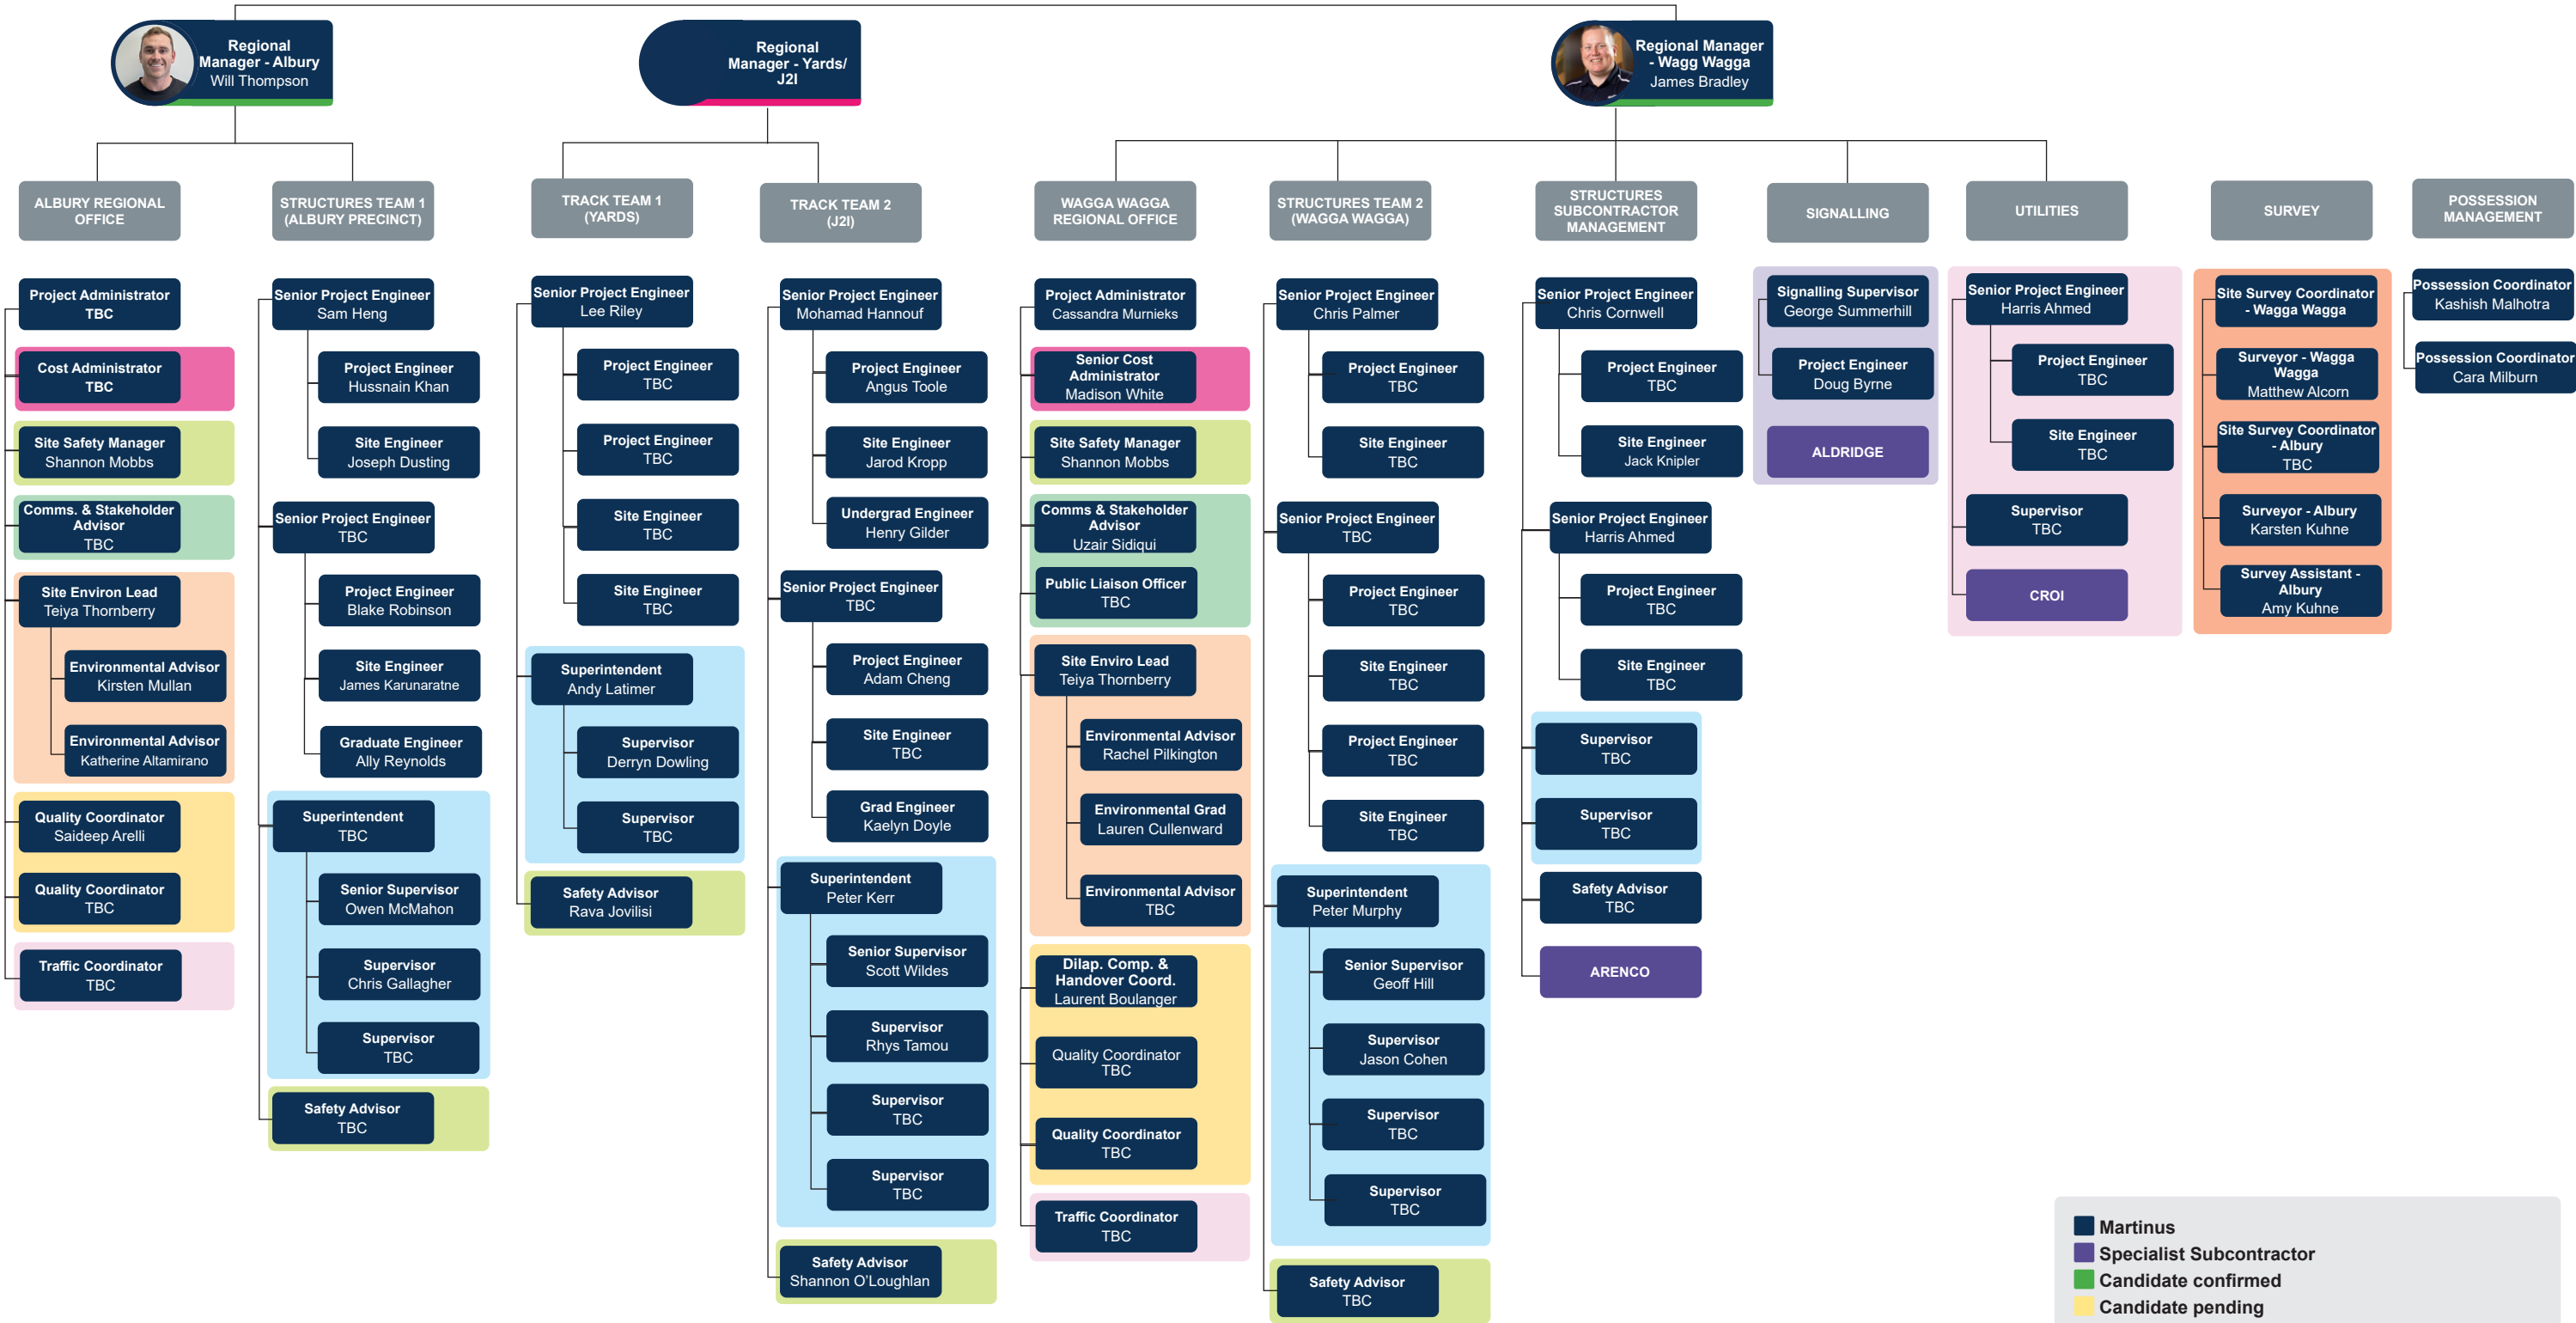 Regional
Manager - Albury
Will Thompson
Regional
Manager - Yards/
J2I
Regional Manager
- Wagg Wagga
James Bradley
ALBURY REGIONAL
OFFICE
STRUCTURES TEAM 1
(ALBURY PRECINCT)
TRACK TEAM 1
(YARDS)
TRACK TEAM 2
(J2I)
WAGGA WAGGA
REGIONAL OFFICE
STRUCTURES TEAM 2
(WAGGA WAGGA)
STRUCTURES
SUBCONTRACTOR
MANAGEMENT
SIGNALLING
UTILITIES
SURVEY
POSSESSION
MANAGEMENT
Project Administrator
TBC
Cost Administrator
TBC
Site Safety Manager
Shannon Mobbs
Comms. & Stakeholder
Advisor
TBC
Site Environ Lead
Teiya Thornberry
Environmental Advisor
Kirsten Mullan
Environmental Advisor
Katherine Altamirano
Quality Coordinator
Saideep Arelli
Quality Coordinator
TBC
Traffic Coordinator
TBC
Senior Project Engineer
Sam Heng
Project Engineer
Hussnain Khan
Site Engineer
Joseph Dusting
Senior Project Engineer
TBC
Project Engineer
Blake Robinson
Site Engineer
James Karunaratne
Graduate Engineer
Ally Reynolds
Superintendent
TBC
Senior Supervisor
Owen McMahon
Supervisor
Chris Gallagher
Supervisor
TBC
Safety Advisor
TBC
Senior Project Engineer
Lee Riley
Project Engineer
TBC
Project Engineer
TBC
Site Engineer
TBC
Site Engineer
TBC
Superintendent
Andy Latimer
Supervisor
Derryn Dowling
Supervisor
TBC
Safety Advisor
Rava Jovilisi
Senior Project Engineer
Mohamad Hannouf
Project Engineer
Angus Toole
Site Engineer
Jarod Kropp
Undergrad Engineer
Henry Gilder
Senior Project Engineer
TBC
Project Engineer
Adam Cheng
Site Engineer
TBC
Grad Engineer
Kaelyn Doyle
Superintendent
Peter Kerr
Senior Supervisor
Scott Wildes
Supervisor
Rhys Tamou
Supervisor
TBC
Supervisor
TBC
Safety Advisor
Shannon O'Loughlan
Project Administrator
Cassandra Murnieks
Senior Cost
Administrator
Madison White
Site Safety Manager
Shannon Mobbs
Comms & Stakeholder
Advisor
Uzair Sidiqui
Public Liaison Officer
TBC
Site Enviro Lead
Teiya Thornberry
Environmental Advisor
Rachel Pilkington
Environmental Grad
Lauren Cullenward
Environmental Advisor
TBC
Dilap. Comp. &
Handover Coord.
Laurent Boulanger
Quality Coordinator
TBC
Quality Coordinator
TBC
Traffic Coordinator
TBC
Senior Project Engineer
Chris Palmer
Project Engineer
TBC
Site Engineer
TBC
Senior Project Engineer
TBC
Project Engineer
TBC
Site Engineer
TBC
Project Engineer
TBC
Site Engineer
TBC
Superintendent
Peter Murphy
Senior Supervisor
Geoff Hill
Supervisor
Jason Cohen
Supervisor
TBC
Supervisor
TBC
Safety Advisor
TBC
Senior Project Engineer
Chris Cornwell
Project Engineer
TBC
Site Engineer
Jack Knipler
Senior Project Engineer
Harris Ahmed
Project Engineer
TBC
Site Engineer
TBC
Supervisor
TBC
Supervisor
TBC
Safety Advisor
TBC
ARENCO
Signalling Supervisor
George Summerhill
Project Engineer
Doug Byrne
ALDRIDGE
Senior Project Engineer
Harris Ahmed
Project Engineer
TBC
Site Engineer
TBC
Supervisor
TBC
CROI
Site Survey Coordinator
- Wagga Wagga
Surveyor - Wagga
Wagga
Matthew Alcorn
Site Survey Coordinator
- Albury
TBC
Surveyor - Albury
Karsten Kuhne
Survey Assistant -
Albury
Amy Kuhne
Possession Coordinator
Kashish Malhotra
Possession Coordinator
Cara Milburn
Martinus
Specialist Subcontractor
Candidate confirmed
Candidate pending